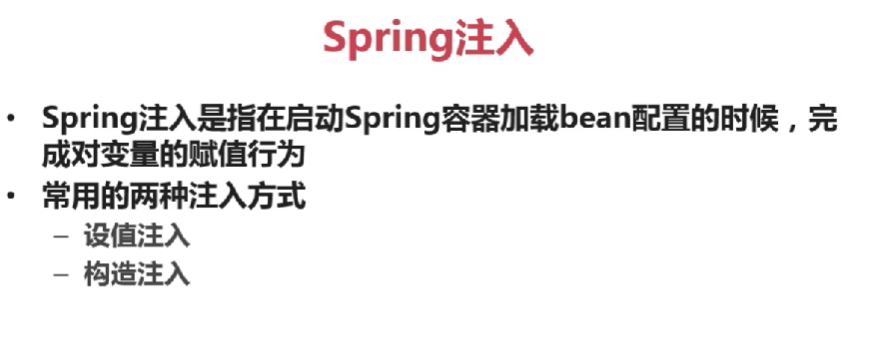 Spring注入
• Spring注入是指在启动Spring容器加载bean配置的时候，完
成对变量的赋值行为
• 常用的两种注入方式
– 设值注入
– 构造注入